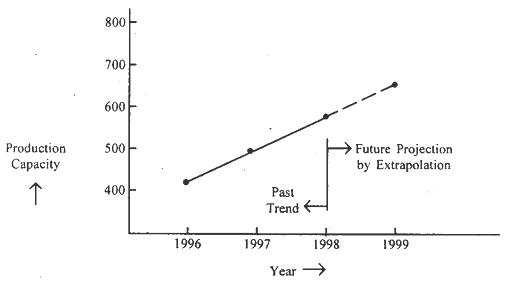 800
700
600
500
400
Production
Capacity
Future Projection
by Extrapolation
Past
Trend
1996
1997
1998
1999
Year